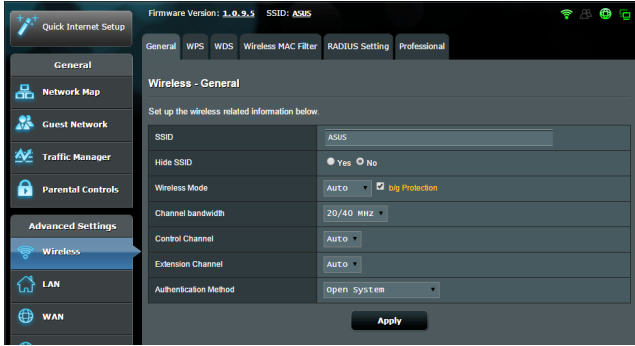 Quick Internet Setup
General
Network Map
Guest Network
Traffic Manager
Parental Controls
Advanced Settings
Wireless
LAN
WAN
Firmware Version: 1.0.9.5 SSID: ASUS
General WPS WDS Wireless MAC Filter RADIUS Setting Professional
Wireless - General
Set up the wireless related information below.
SSID ASUS
Hide SSID Yes No
Wireless Mode Auto b/g Protection
Channel bandwidth 20/40 MHz
Control Channel Auto
Extension Channel Auto
Authentication Method Open System
Apply